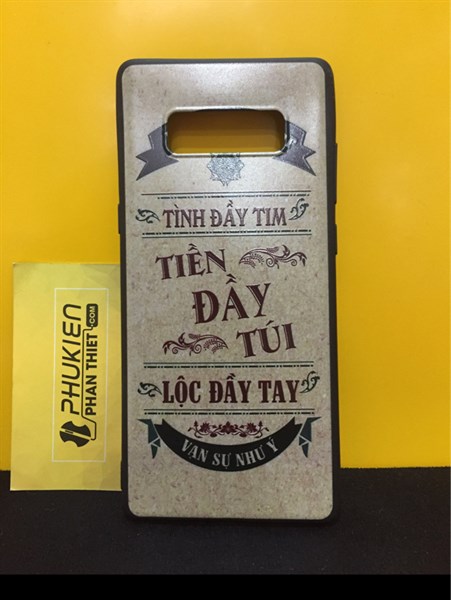 TÌNH ĐẦY TIM
TIỀN
ĐẦY
TÚI
LỘC ĐẦY TAY
VẠN SỰ NHƯ Ý
PHUKIEN
PHAN THIET.COM